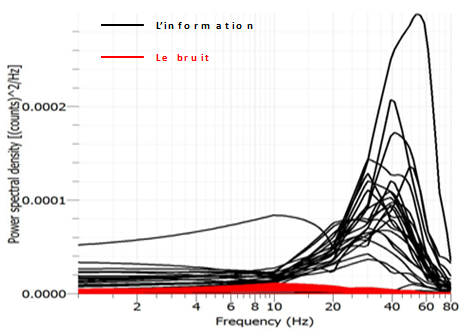 L'information
Le bruit
Power spectral density [(counts)^2/Hz]
0.0002
0.0001
0.0000
2 4 6 8 10 20 40 60 80
Frequency (Hz)